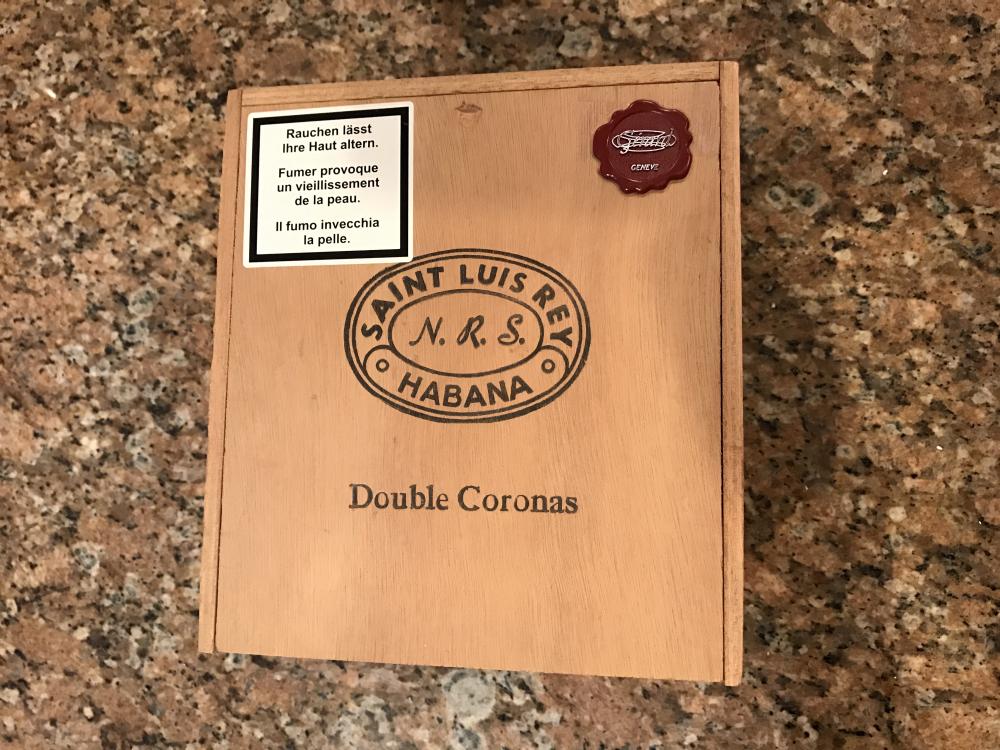 Rauchen lässt
Ihre Haut altern.
Fumer provoque
un vieillissement
de la peau.
Il fumo invecchia
la pelle.
Gérard
GENEVE
SAINT LUIS REY
N. R. S.
HABANA
Double Coronas